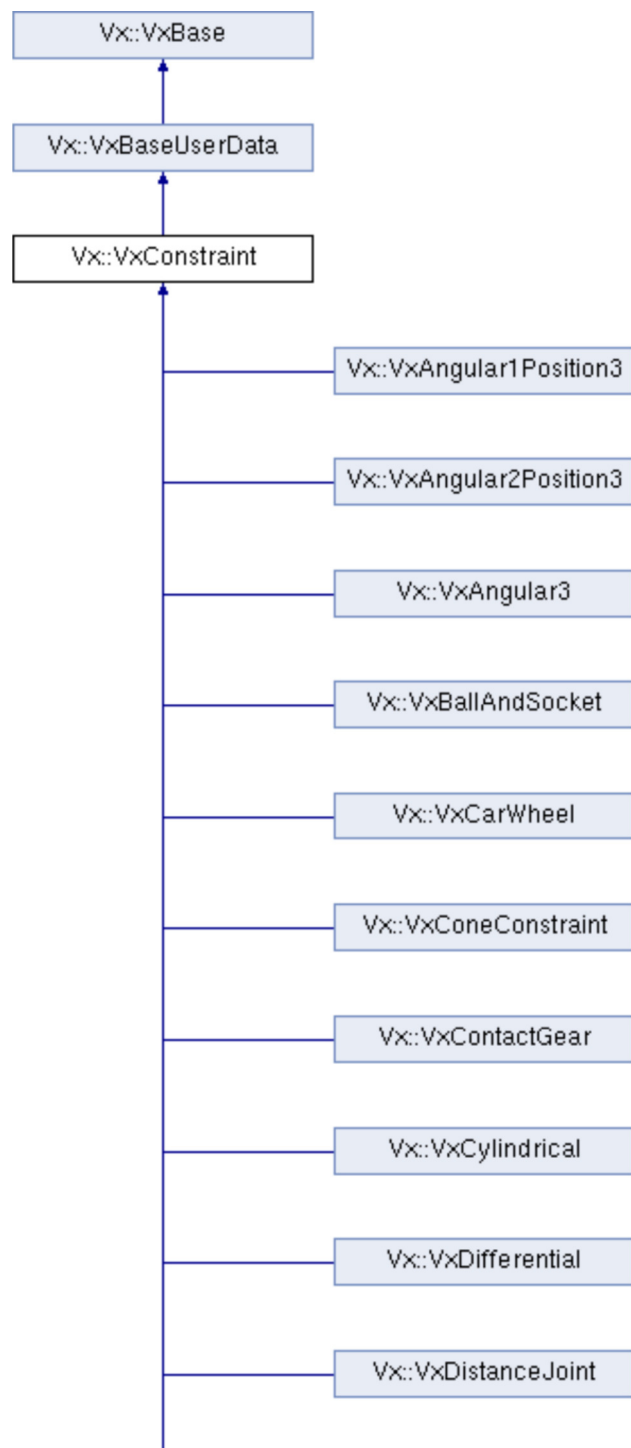 Vx::VxBase
Vx::VxBaseUserData
Vx::VxConstraint
Vx::VxAngular1Position3
Vx::VxAngular2Position3
Vx::VxAngular3
Vx::VxBallAndSocket
Vx::VxCarWheel
Vx::VxConeConstraint
Vx::VxContactGear
Vx::VxCylindrical
Vx::VxDifferential
Vx::VxDistanceJoint